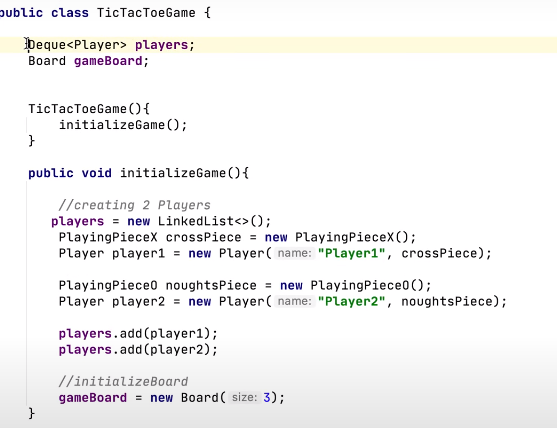 public class TicTacToeGame {
Deque<Player> players;
Board gameBoard;
TicTacToeGame(){
initializeGame();
}
public void initializeGame(){
//creating 2 Players
players = new LinkedList<>();
PlayingPieceX crossPiece = new PlayingPieceX();
Player player1 = new Player( name: "Player1", crossPiece);
PlayingPieceO noughtsPiece = new PlayingPieceO();
Player player2 = new Player( name: "Player2", noughtsPiece);
players.add(player1);
players.add(player2);
//initializeBoard
gameBoard = new Board( size: 3);
}